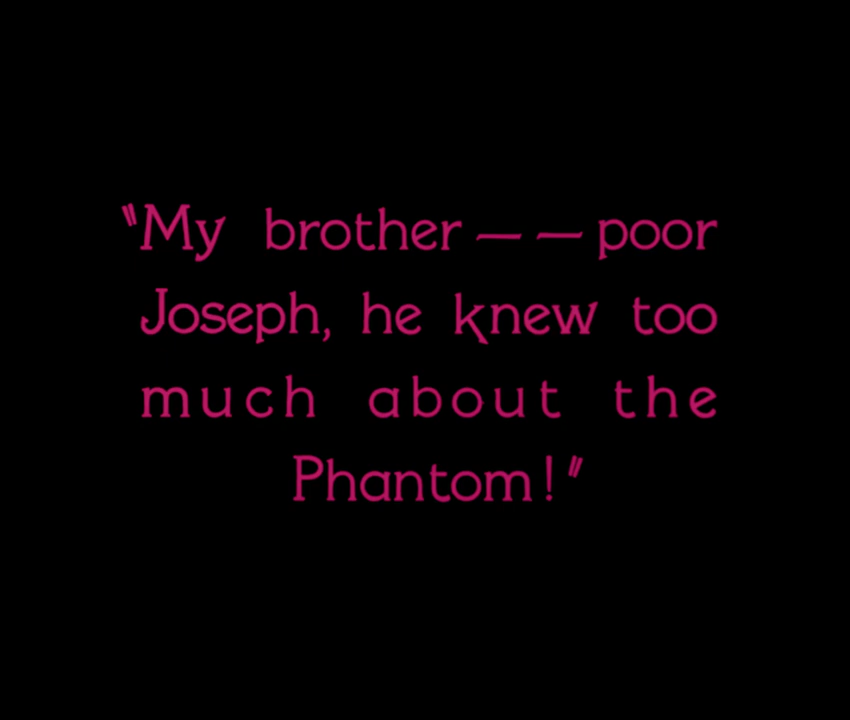 "My brother — — poor
Joseph, he knew too
much about the
Phantom!"